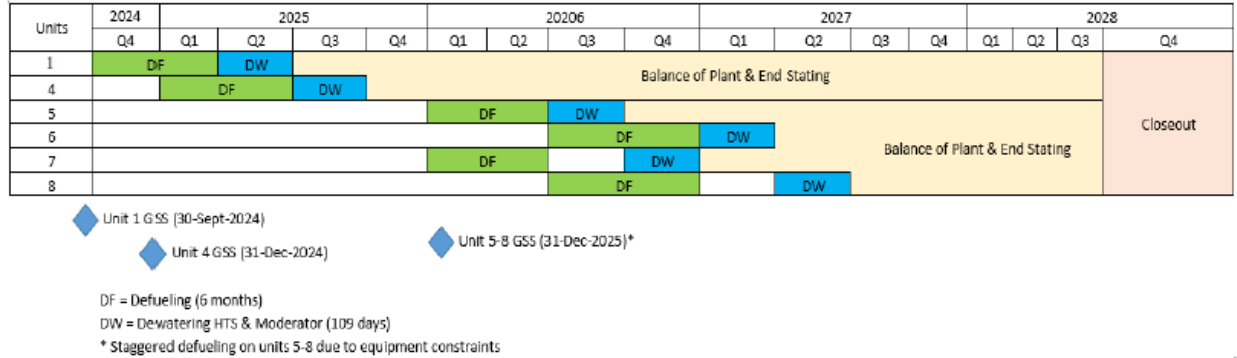 Units 2024 2025 20206 2027 2028
Q4 Q1 Q2 Q3 Q4 Q1 Q2 Q3 Q4 Q1 Q2 Q3 Q4 Q1 Q2 Q3 Q4
1 DF DW
Balance of Plant & End Stating
4 DF DW
5 DF DW
Closeout
6 DF DW
Balance of Plant & End Stating
7 DF DW
8 DF DW
Unit 1 GSS (30-Sept-2024)
Unit 4 GSS (31-Dec-2024)
Unit 5-8 GSS (31-Dec-2025)*
DF = Defueling (6 months)
DW = De-watering HTS & Moderator (109 days)
* Staggered defueling on units 5-8 due to equipment constraints